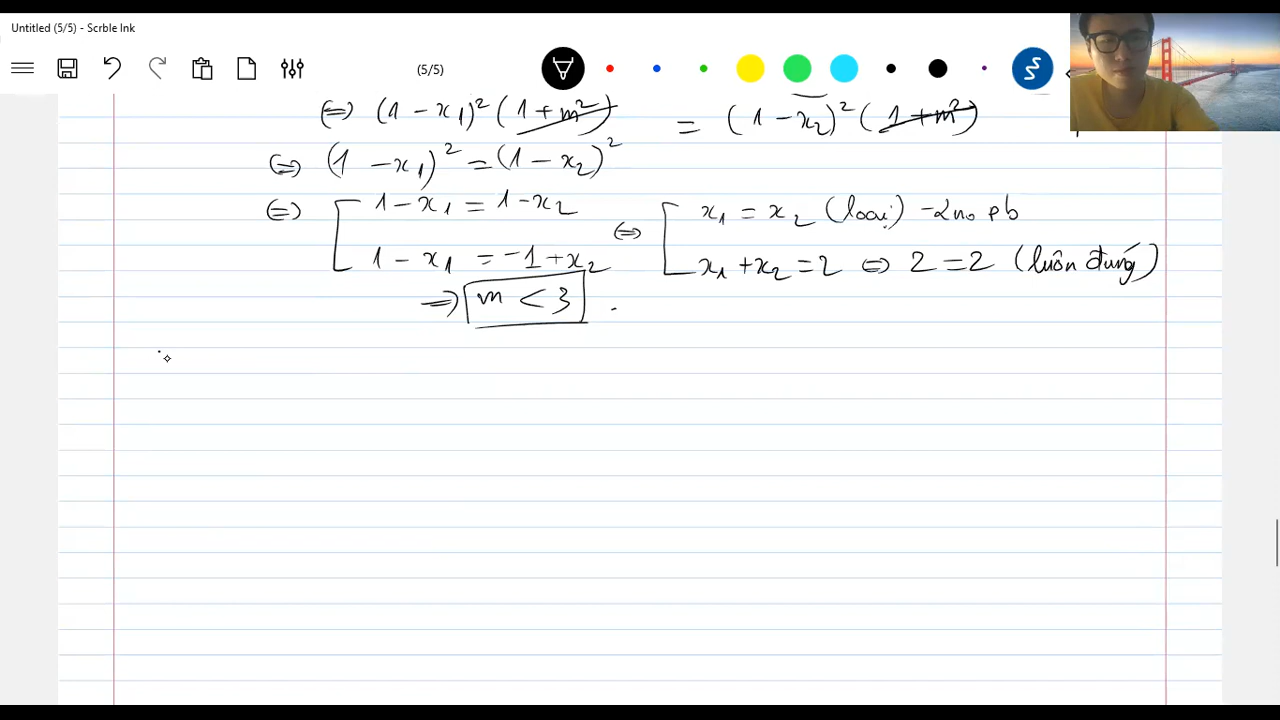 Untitled (5/5) - Scrble Ink
(5/5)
⇔ (1 - x₁)² (1 + m²) = (1 - x₂)² (1 + m²)
⇔ (1 - x₁)² = (1 - x₂)²
⇔ [ 1 - x₁ = 1 - x₂ ⇔ [ x₁ = x₂ (loại) - 2 no pb
1 - x₁ = -1 + x₂ x₁ + x₂ = 2 ⇔ 2 = 2 (luôn đúng)
⇒ m < 3 .